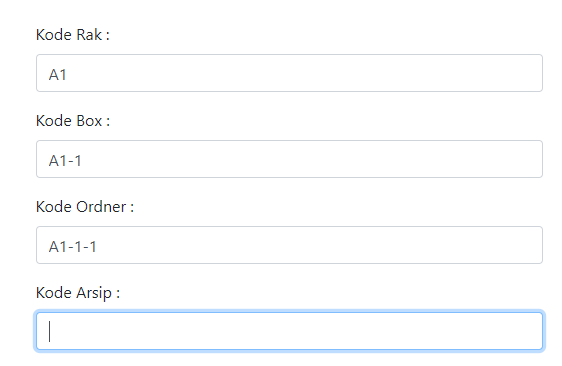 Kode Rak :
A1
Kode Box :
A1-1
Kode Ordner :
A1-1-1
Kode Arsip :